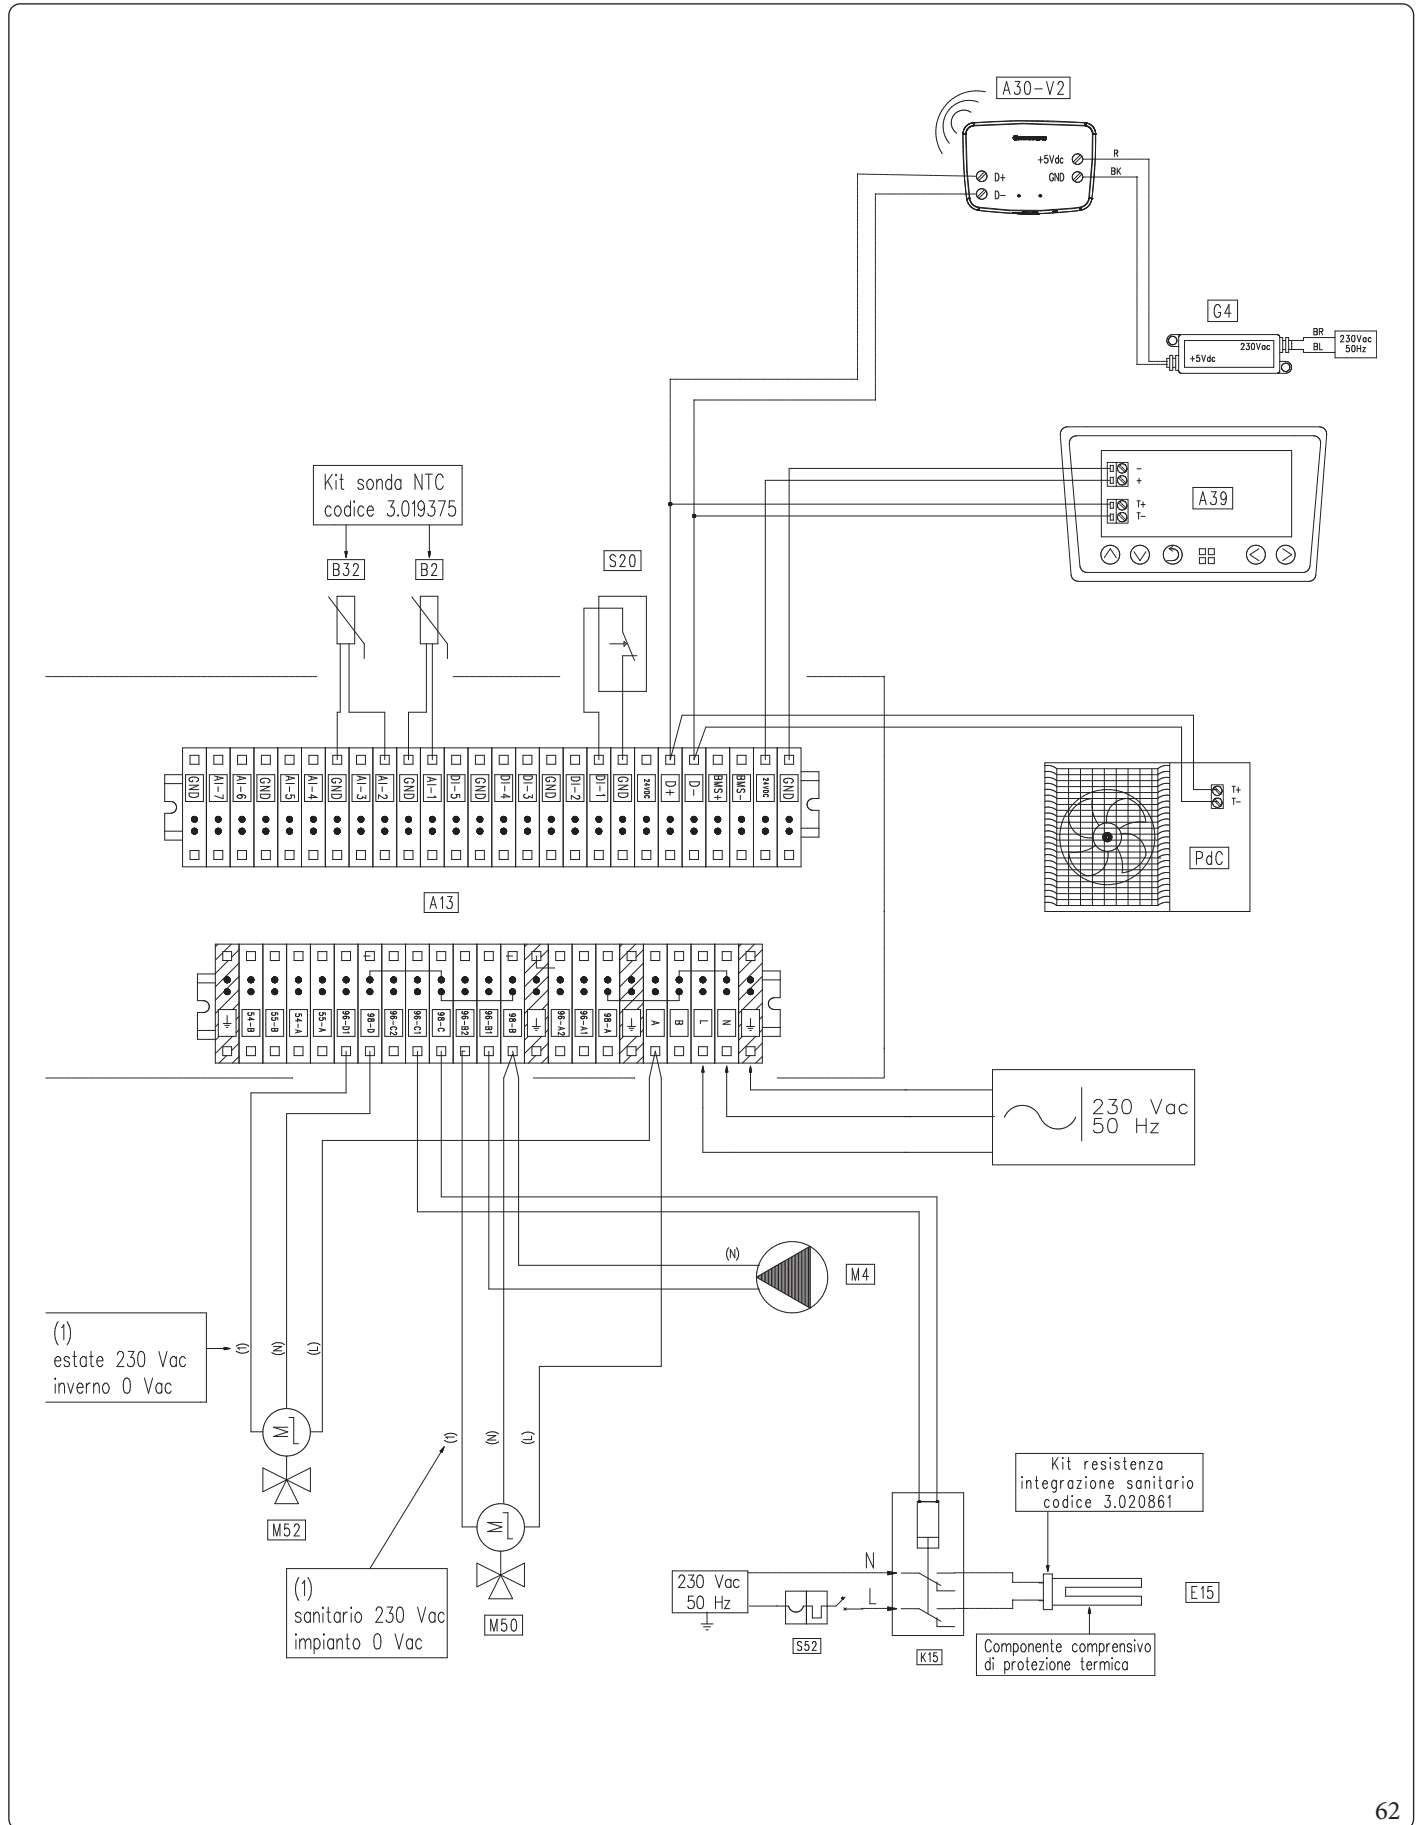 A30-V2
+5Vdc
GND
D+
D-
R
BK
G4
230Vac
+5Vdc
BR
BL
230Vac
50Hz
-
+
T+
T-
A39
Kit sonda NTC
codice 3.019375
B32
B2
S20
GND
AI-7
AI-6
GND
AI-5
AI-4
GND
AI-3
AI-2
GND
AI-1
DI-5
GND
DI-4
DI-3
GND
DI-2
DI-1
GND
24VDC
D+
D-
BMS+
BMS-
24VDC
GND
T+
T-
PdC
A13
54-B
55-B
54-A
55-A
96-D1
98-D
96-C2
96-C1
98-C
96-B2
96-B1
98-B
96-A2
96-A1
98-A
A
B
L
N
230 Vac
50 Hz
(N)
M4
(1)
estate 230 Vac
inverno 0 Vac
(1)
(N)
(L)
M
M52
(1)
(N)
(L)
M
M50
(1)
sanitario 230 Vac
impianto 0 Vac
Kit resistenza
integrazione sanitario
codice 3.020861
230 Vac
50 Hz
N
L
S52
K15
E15
Componente comprensivo
di protezione termica
62